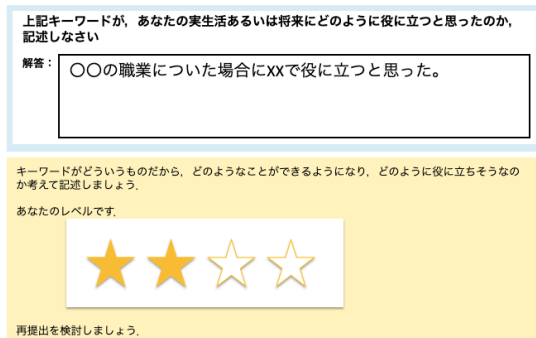 上記キーワードが，あなたの実生活あるいは将来にどのように役に立つと思ったのか，
記述しなさい
解答：
〇〇の職業についた場合にxxで役に立つと思った。
キーワードがどういうものだから，どのようなことができるようになり，どのように役に立ちそうなの
か考えて記述しましょう．
あなたのレベルです．
再提出を検討しましょう．